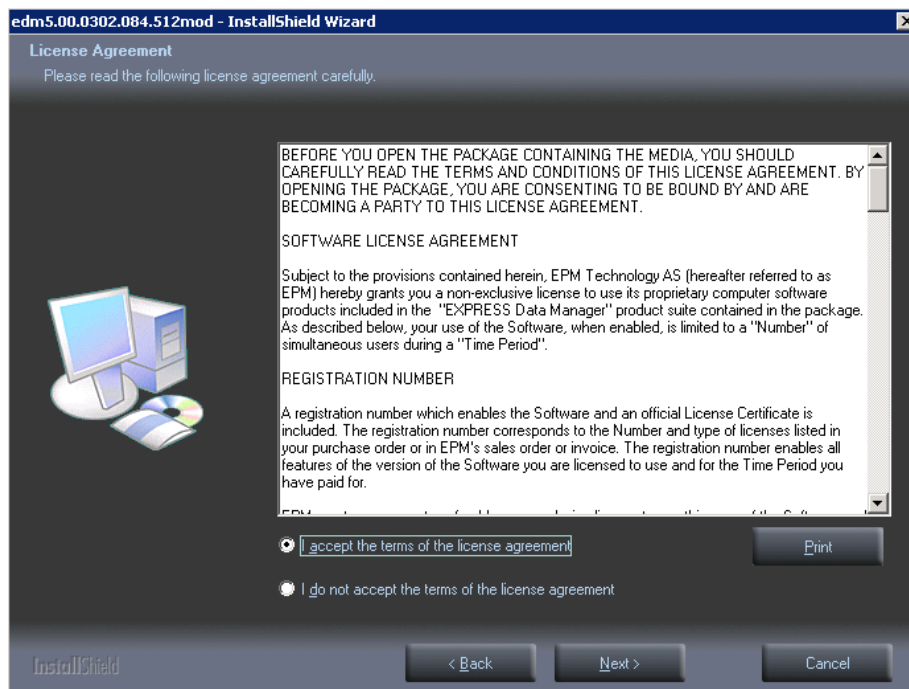 edm5.00.0302.084.512mod - InstallShield Wizard
License Agreement
Please read the following license agreement carefully.
BEFORE YOU OPEN THE PACKAGE CONTAINING THE MEDIA, YOU SHOULD
CAREFULLY READ THE TERMS AND CONDITIONS OF THIS LICENSE AGREEMENT. BY
OPENING THE PACKAGE, YOU ARE CONSENTING TO BE BOUND BY AND ARE
BECOMING A PARTY TO THIS LICENSE AGREEMENT.
SOFTWARE LICENSE AGREEMENT
Subject to the provisions contained herein, EPM Technology AS (hereafter referred to as
EPM) hereby grants you a non-exclusive license to use its proprietary computer software
products included in the "EXPRESS Data Manager" product suite contained in the package.
As described below, your use of the Software, when enabled, is limited to a "Number" of
simultaneous users during a "Time Period".
REGISTRATION NUMBER
A registration number which enables the Software and an official License Certificate is
included. The registration number corresponds to the Number and type of licenses listed in
your purchase order or in EPM's sales order or invoice. The registration number enables all
features of the version of the Software you are licensed to use and for the Time Period you
have paid for.
I accept the terms of the license agreement
Print
I do not accept the terms of the license agreement
InstallShield
< Back
Next >
Cancel